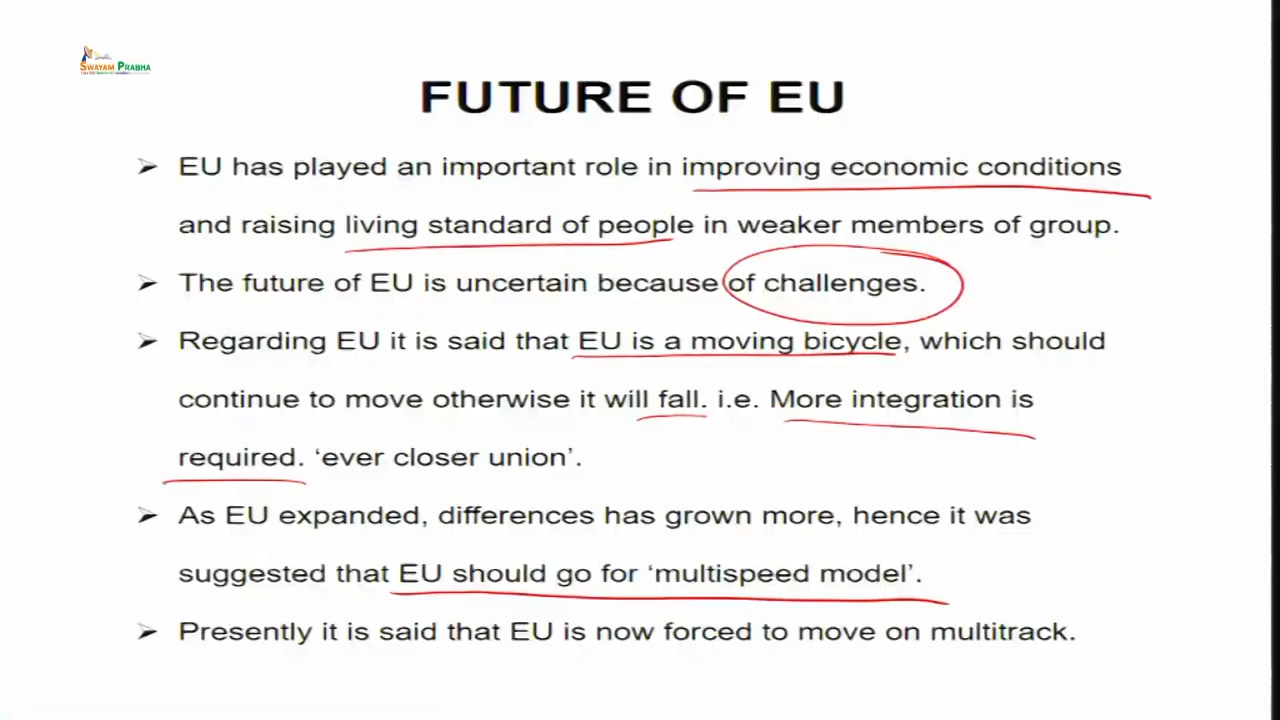 SWAYAM PRABHA
FUTURE OF EU
➢ EU has played an important role in improving economic conditions
and raising living standard of people in weaker members of group.
➢ The future of EU is uncertain because of challenges.
➢ Regarding EU it is said that EU is a moving bicycle, which should
continue to move otherwise it will fall. i.e. More integration is
required. ‘ever closer union’.
➢ As EU expanded, differences has grown more, hence it was
suggested that EU should go for ‘multispeed model’.
➢ Presently it is said that EU is now forced to move on multitrack.